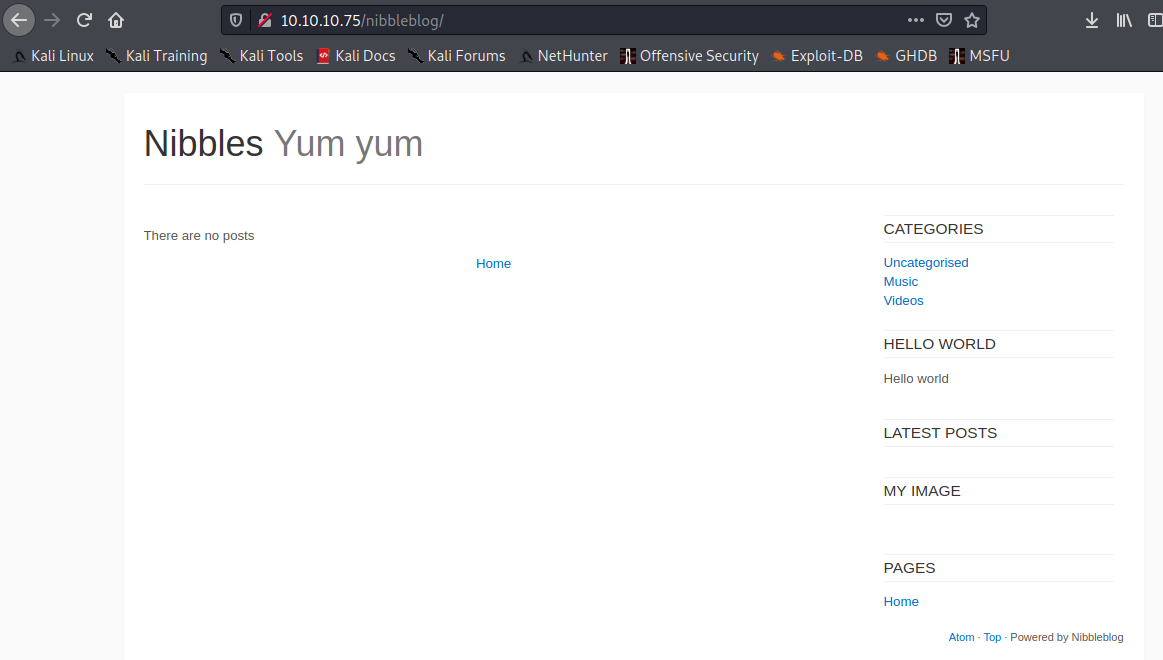 10.10.10.75/nibbleblog/
Kali Linux Kali Training Kali Tools Kali Docs Kali Forums NetHunter Offensive Security Exploit-DB GHDB MSFU
Nibbles Yum yum
There are no posts
Home
CATEGORIES
Uncategorised
Music
Videos
HELLO WORLD
Hello world
LATEST POSTS
MY IMAGE
PAGES
Home
Atom · Top · Powered by Nibbleblog